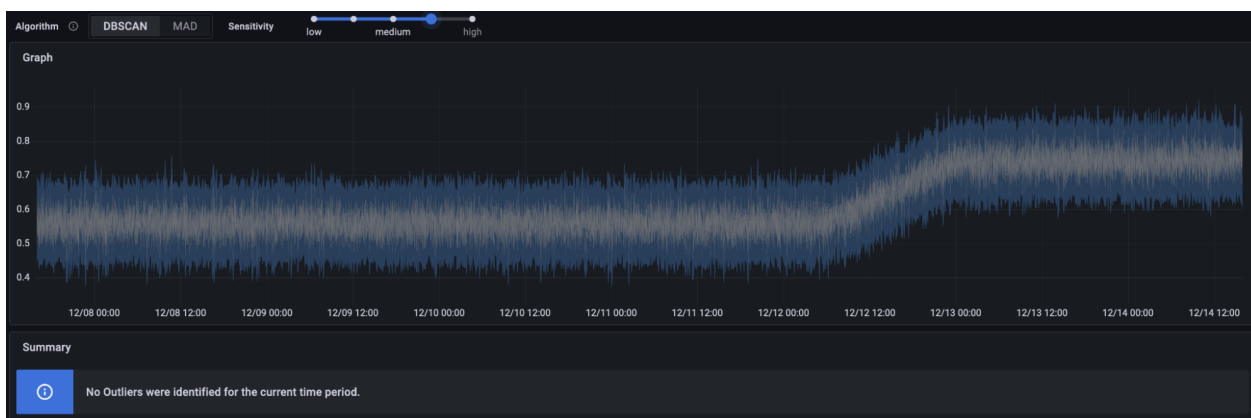 Algorithm DBSCAN MAD Sensitivity low medium high
Graph
0.9
0.8
0.7
0.6
0.5
0.4
12/08 00:00 12/08 12:00 12/09 00:00 12/09 12:00 12/10 00:00 12/10 12:00 12/11 00:00 12/11 12:00 12/12 00:00 12/12 12:00 12/13 00:00 12/13 12:00 12/14 00:00 12/14 12:00
Summary
No Outliers were identified for the current time period.